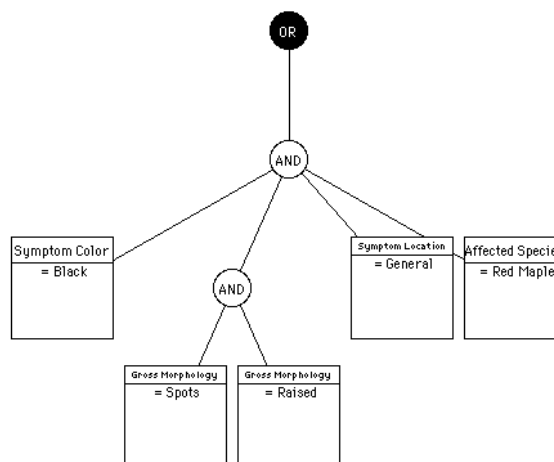 OR
AND
Symptom Color
= Black
Symptom Location
= General
Affected Specie
= Red Maple
AND
Gross Morphology
= Spots
Gross Morphology
= Raised